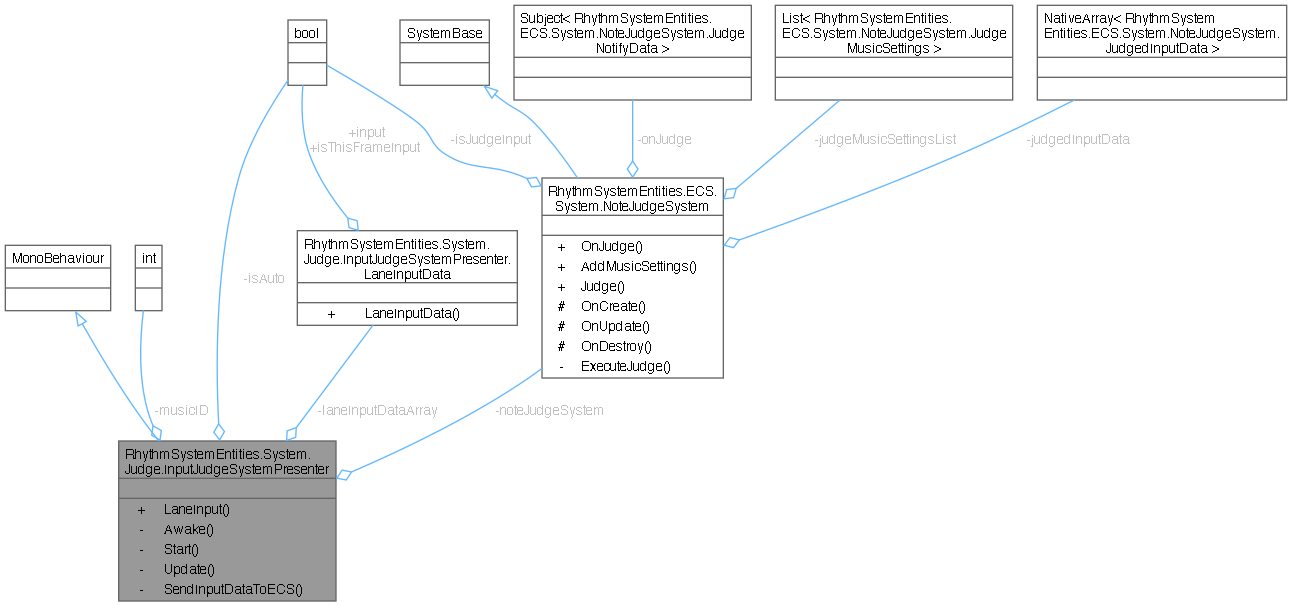 bool
SystemBase
Subject< RhythmSystemEntities.
ECS.System.NoteJudgeSystem.Judge
NotifyData >
List< RhythmSystemEntities.
ECS.System.NoteJudgeSystem.Judge
MusicSettings >
NativeArray< RhythmSystem
Entities.ECS.System.NoteJudgeSystem.
JudgedInputData >
+input
+isThisFrameInput
-isJudgeInput
-onJudge
-judgeMusicSettingsList
-judgedInputData
RhythmSystemEntities.ECS.
System.NoteJudgeSystem
+ OnJudge()
+ AddMusicSettings()
+ Judge()
# OnCreate()
# OnUpdate()
# OnDestroy()
- ExecuteJudge()
MonoBehaviour
int
-isAuto
RhythmSystemEntities.System.
Judge.InputJudgeSystemPresenter.
LaneInputData
+ LaneInputData()
-musicID
-laneInputDataArray
-noteJudgeSystem
RhythmSystemEntities.System.
Judge.InputJudgeSystemPresenter
+ LaneInput()
- Awake()
- Start()
- Update()
- SendInputDataToECS()